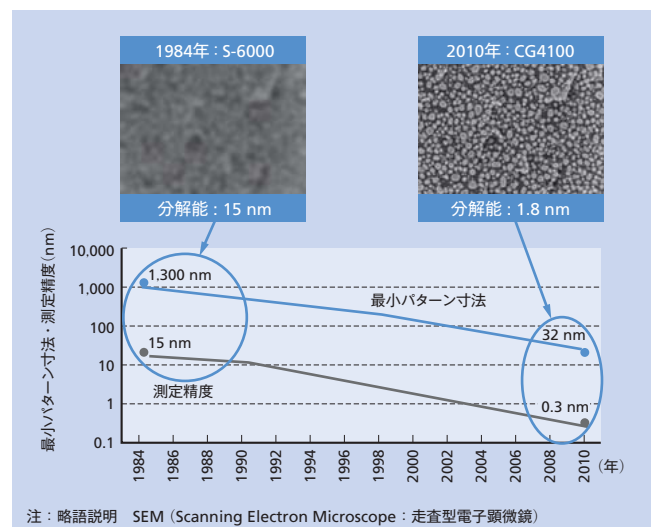 1984年：S-6000
2010年：CG4100
分解能：15 nm
分解能：1.8 nm
最小パターン寸法・測定精度（nm）
10,000
1,000
100
10
1
0.1
1,300 nm
最小パターン寸法
32 nm
15 nm
測定精度
0.3 nm
1984
1986
1988
1990
1992
1994
1996
1998
2000
2002
2004
2006
2008
2010
（年）
注：略語説明　SEM（Scanning Electron Microscope：走査型電子顕微鏡）